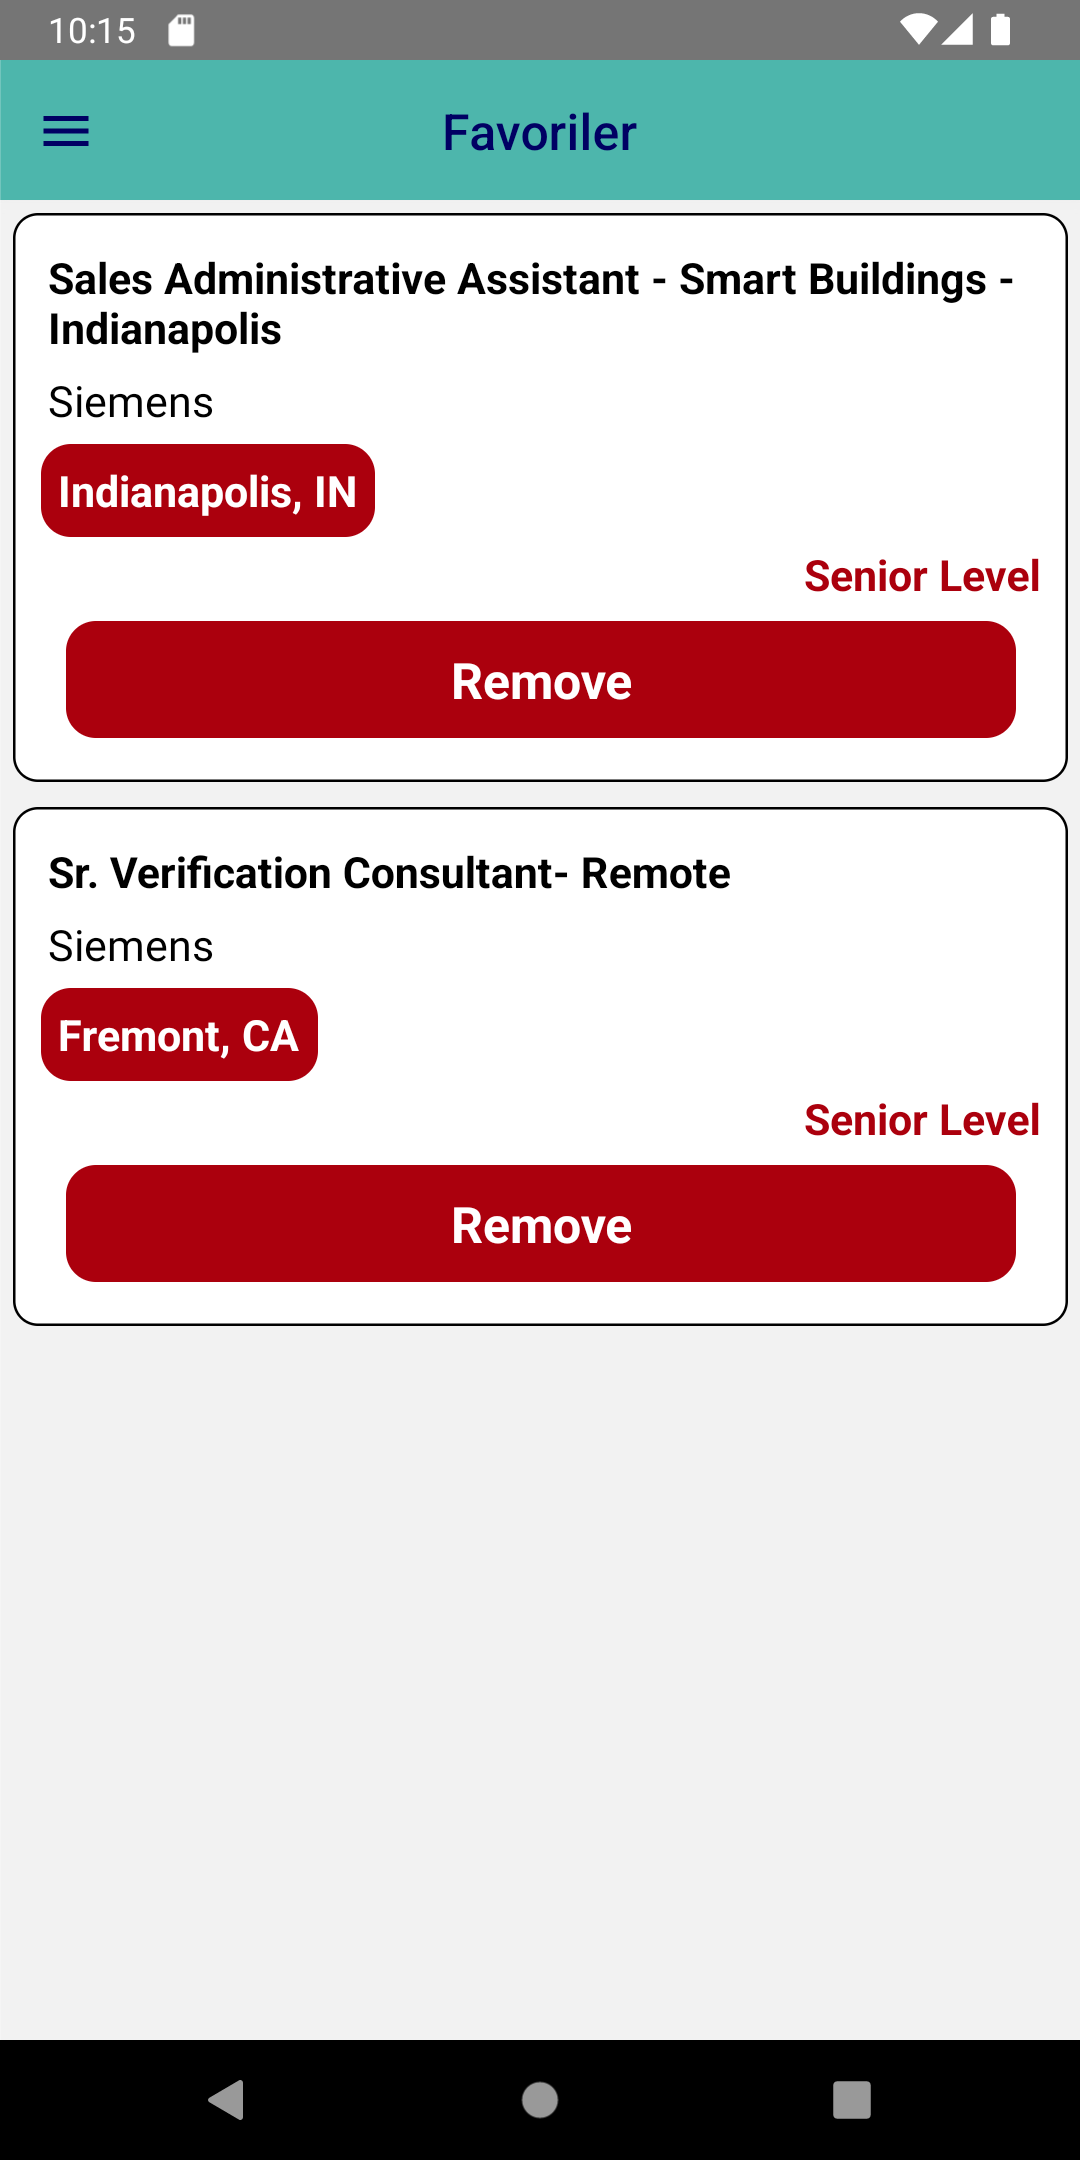 10:15
Favoriler
Sales Administrative Assistant - Smart Buildings -
Indianapolis
Siemens
Indianapolis, IN
Senior Level
Remove
Sr. Verification Consultant- Remote
Siemens
Fremont, CA
Senior Level
Remove